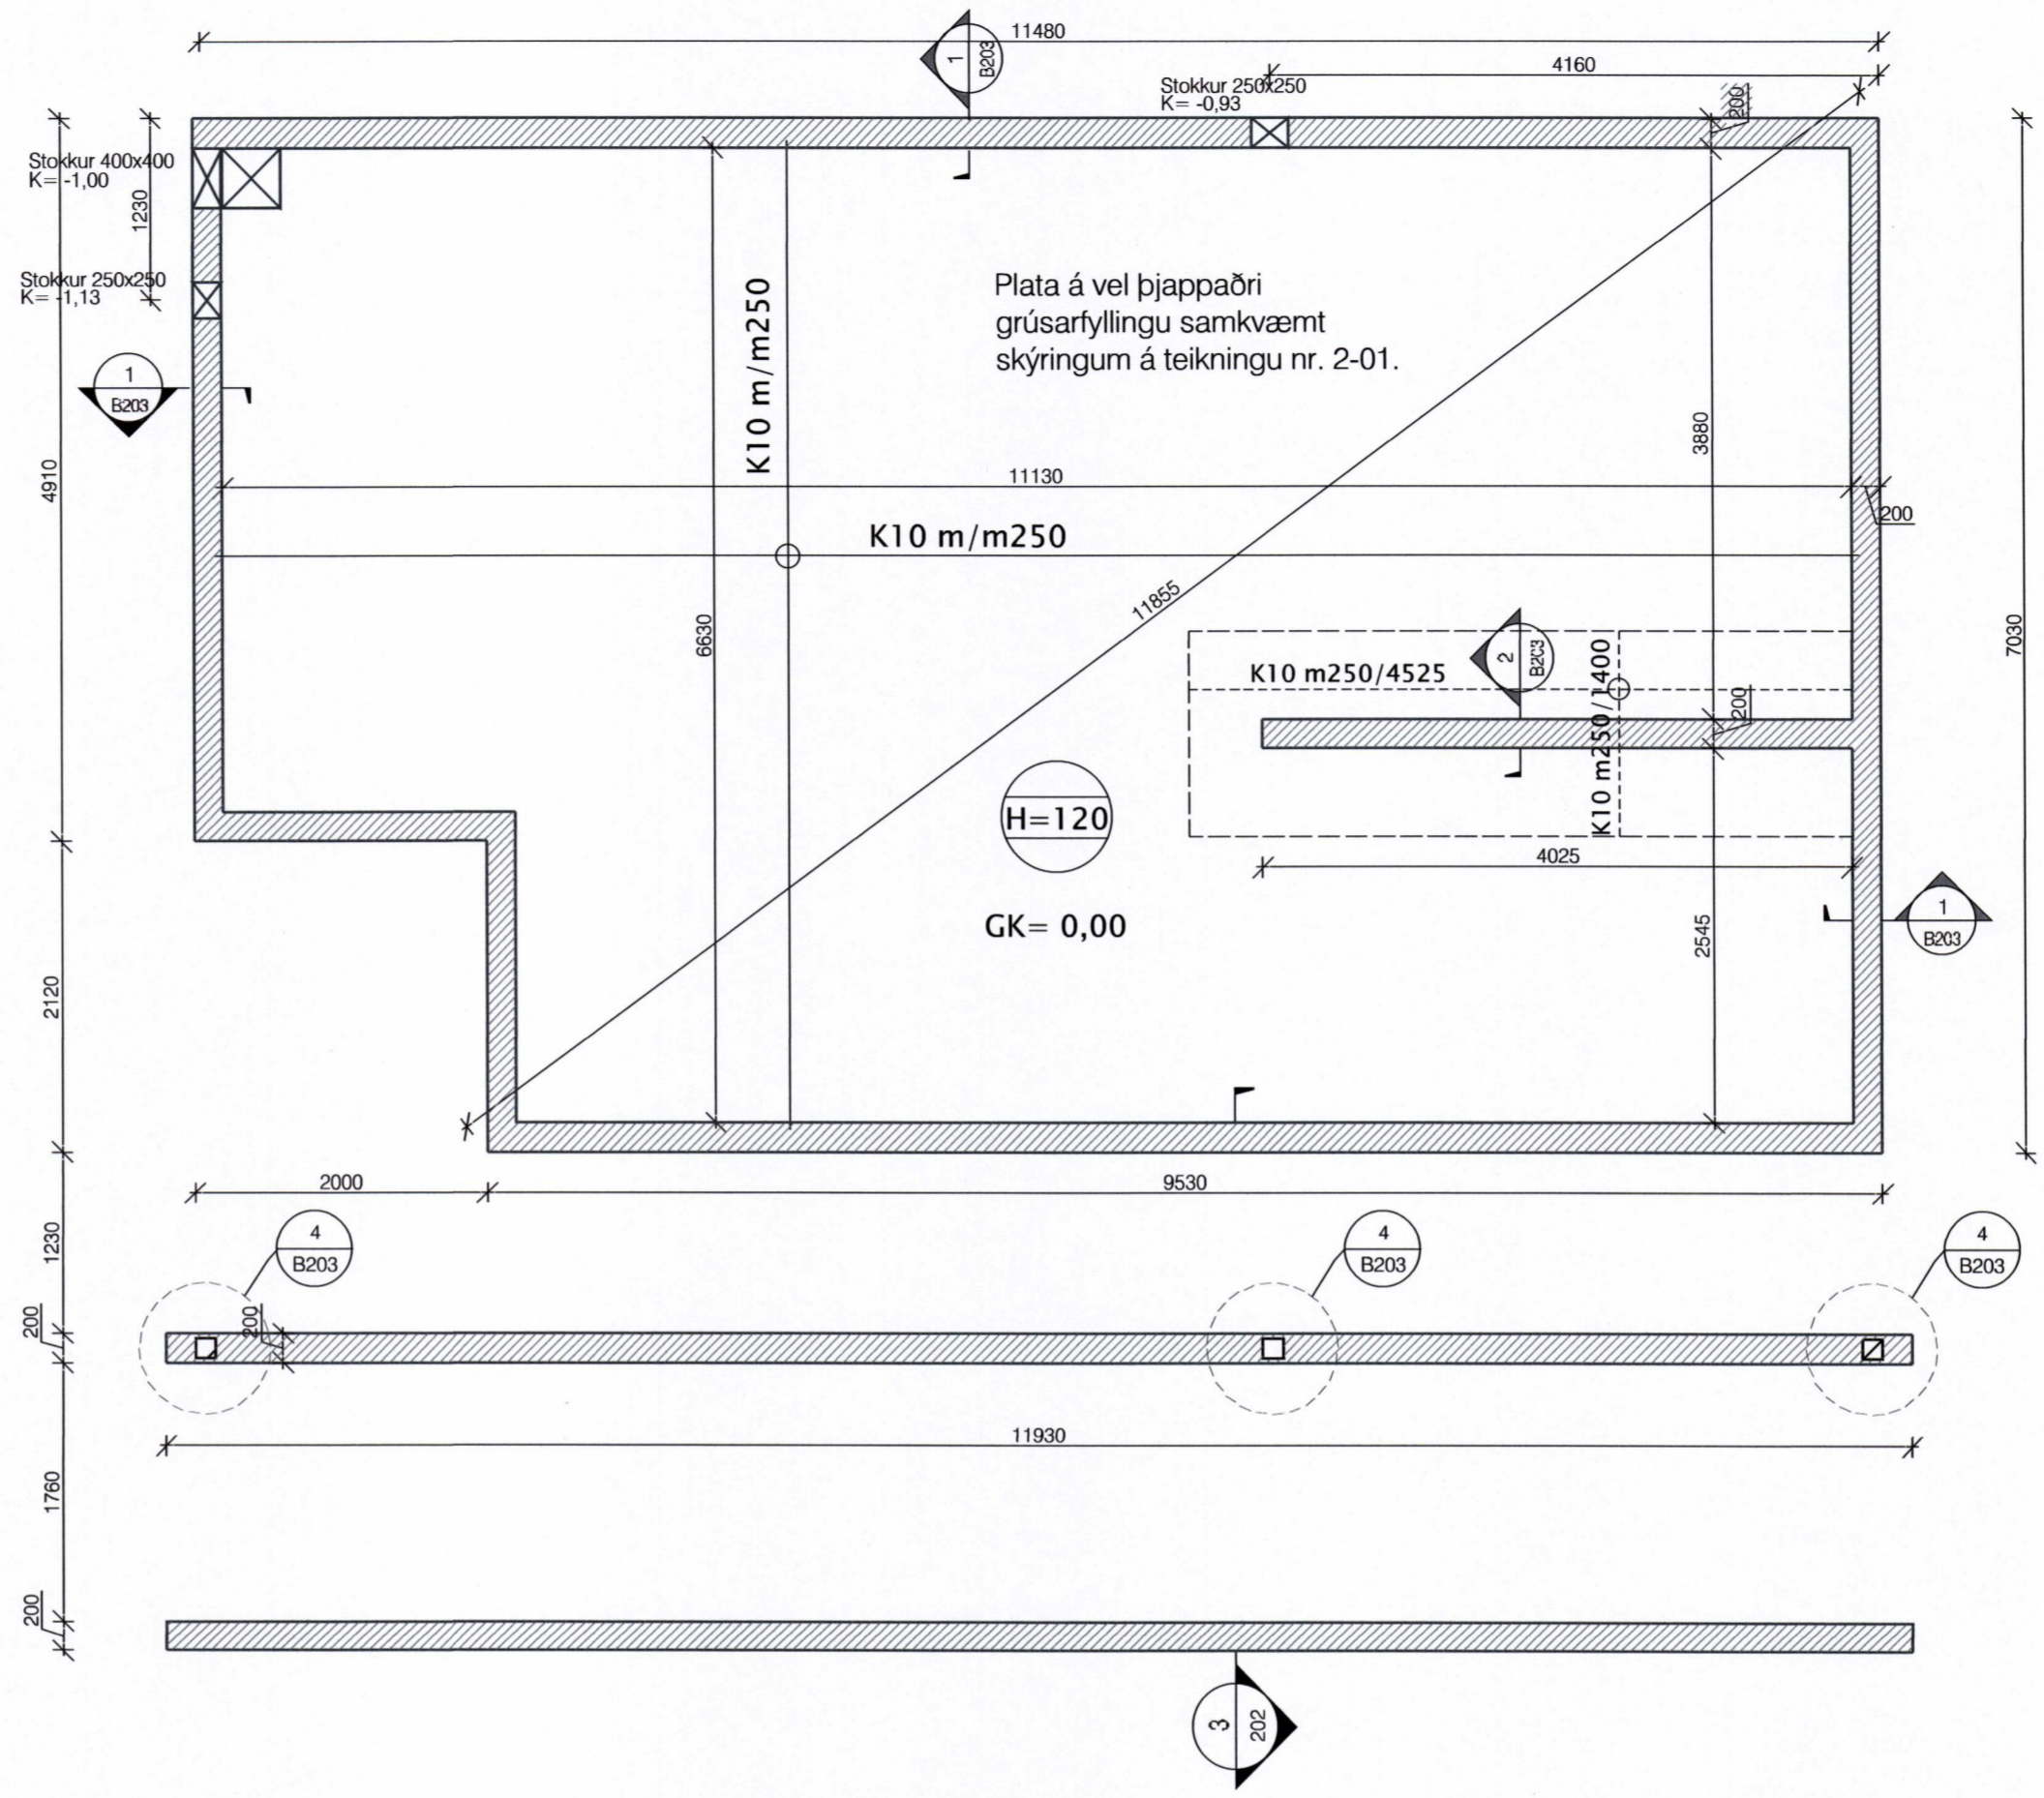 11480
4160
1
B203
Stokkur 250x250
K= -0,93
200
Stokkur 400x400
K= -1,00
1230
Stokkur 250x250
K= -1,13
1
B203
K10 m/m250
Plata á vel þjappaðri
grúsarfyllingu samkvæmt
skýringum á teikningu nr. 2-01.
3880
4910
11130
200
K10 m/m250
11855
6630
7030
2
B203
K10 m250/4525
K10 m250/1400
200
H=120
4025
GK= 0,00
1
B203
2545
2120
2000
9530
1230
4
B203
4
B203
4
B203
200
200
11930
1760
200
3
202